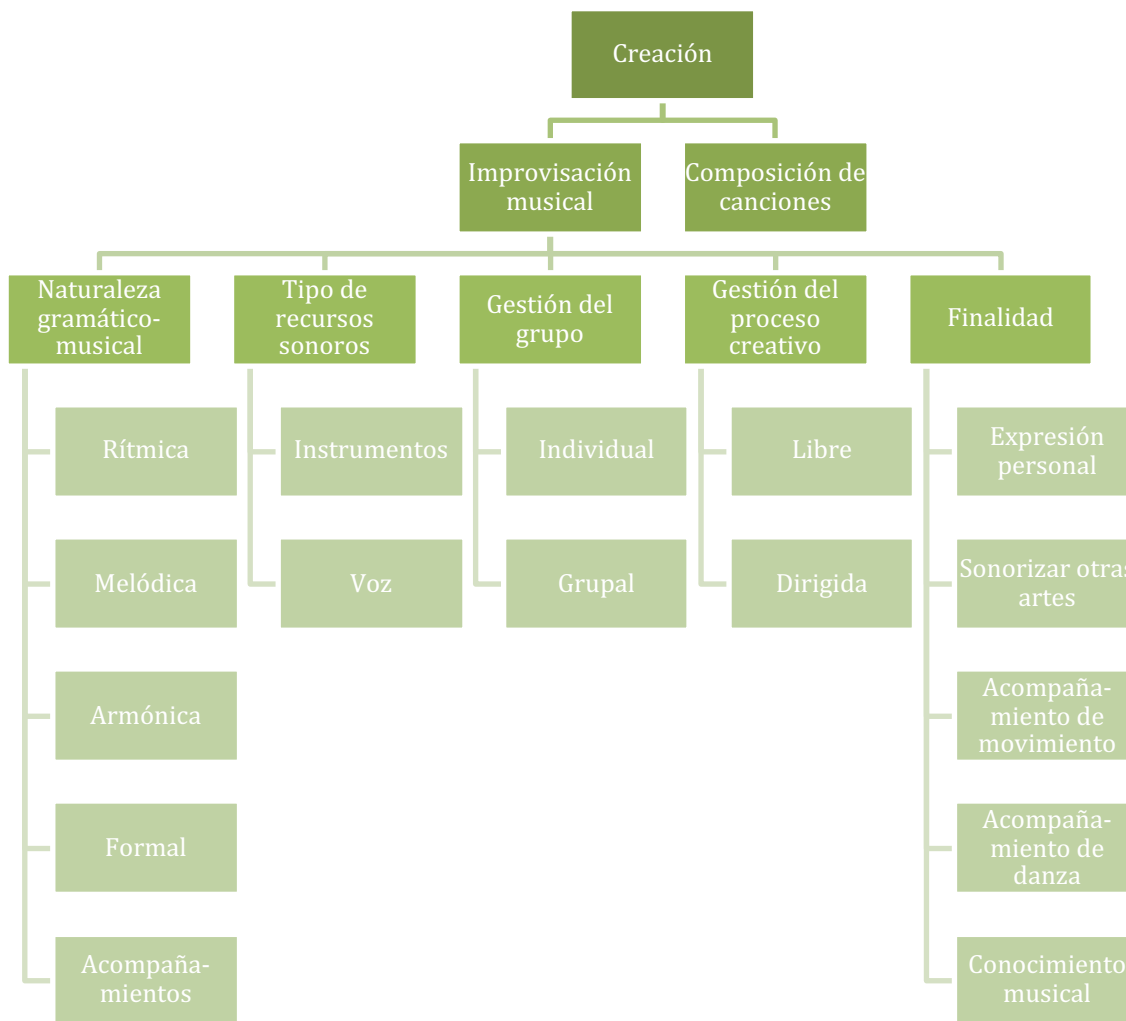 Creación
Improvisación
musical
Composición de
canciones
Naturaleza
gramático-
musical
Tipo de
recursos
sonoros
Gestión del
grupo
Gestión del
proceso
creativo
Finalidad
Rítmica
Melódica
Armónica
Formal
Acompaña-
mientos
Instrumentos
Voz
Individual
Grupal
Libre
Dirigida
Expresión
personal
Sonorizar otras
artes
Acompaña-
miento de
movimiento
Acompaña-
miento de
danza
Conocimiento
musical